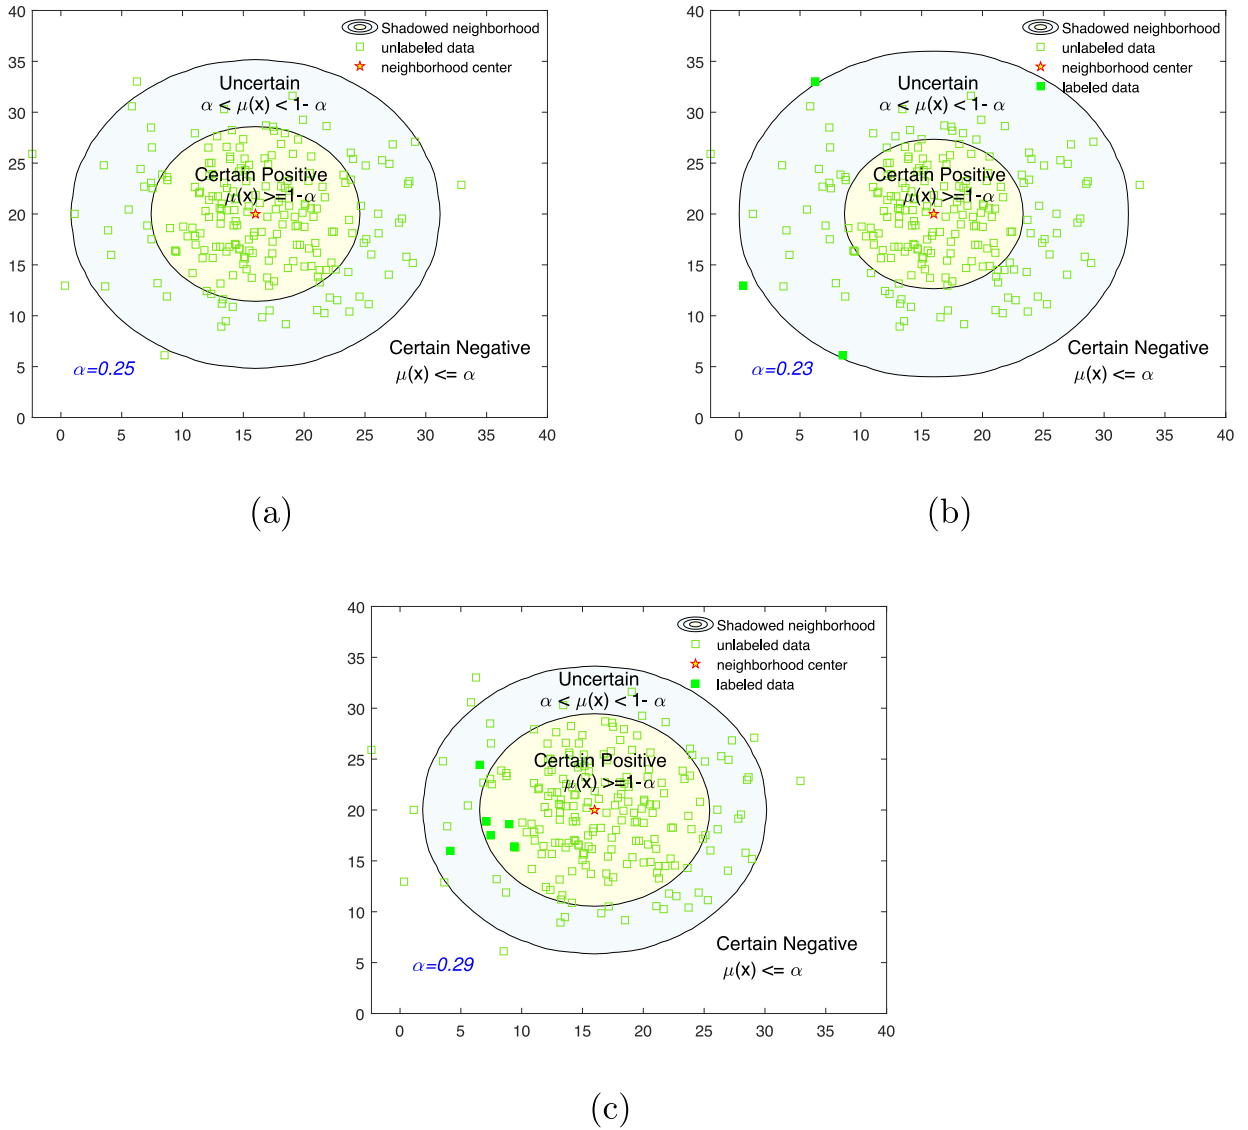 40
35
30
25
20
15
10
5
0
0 5 10 15 20 25 30 35 40
Shadowed neighborhood
unlabeled data
neighborhood center
Uncertain
α < μ(x) < 1- α
Certain Positive
μ(x) >=1-α
Certain Negative
μ(x) <= α
α=0.25
(a)
40
35
30
25
20
15
10
5
0
0 5 10 15 20 25 30 35 40
Shadowed neighborhood
unlabeled data
neighborhood center
labeled data
Uncertain
α < μ(x) < 1- α
Certain Positive
μ(x) >=1-α
Certain Negative
μ(x) <= α
α=0.23
(b)
40
35
30
25
20
15
10
5
0
0 5 10 15 20 25 30 35 40
Shadowed neighborhood
unlabeled data
neighborhood center
labeled data
Uncertain
α < μ(x) < 1- α
Certain Positive
μ(x) >=1-α
Certain Negative
μ(x) <= α
α=0.29
(c)